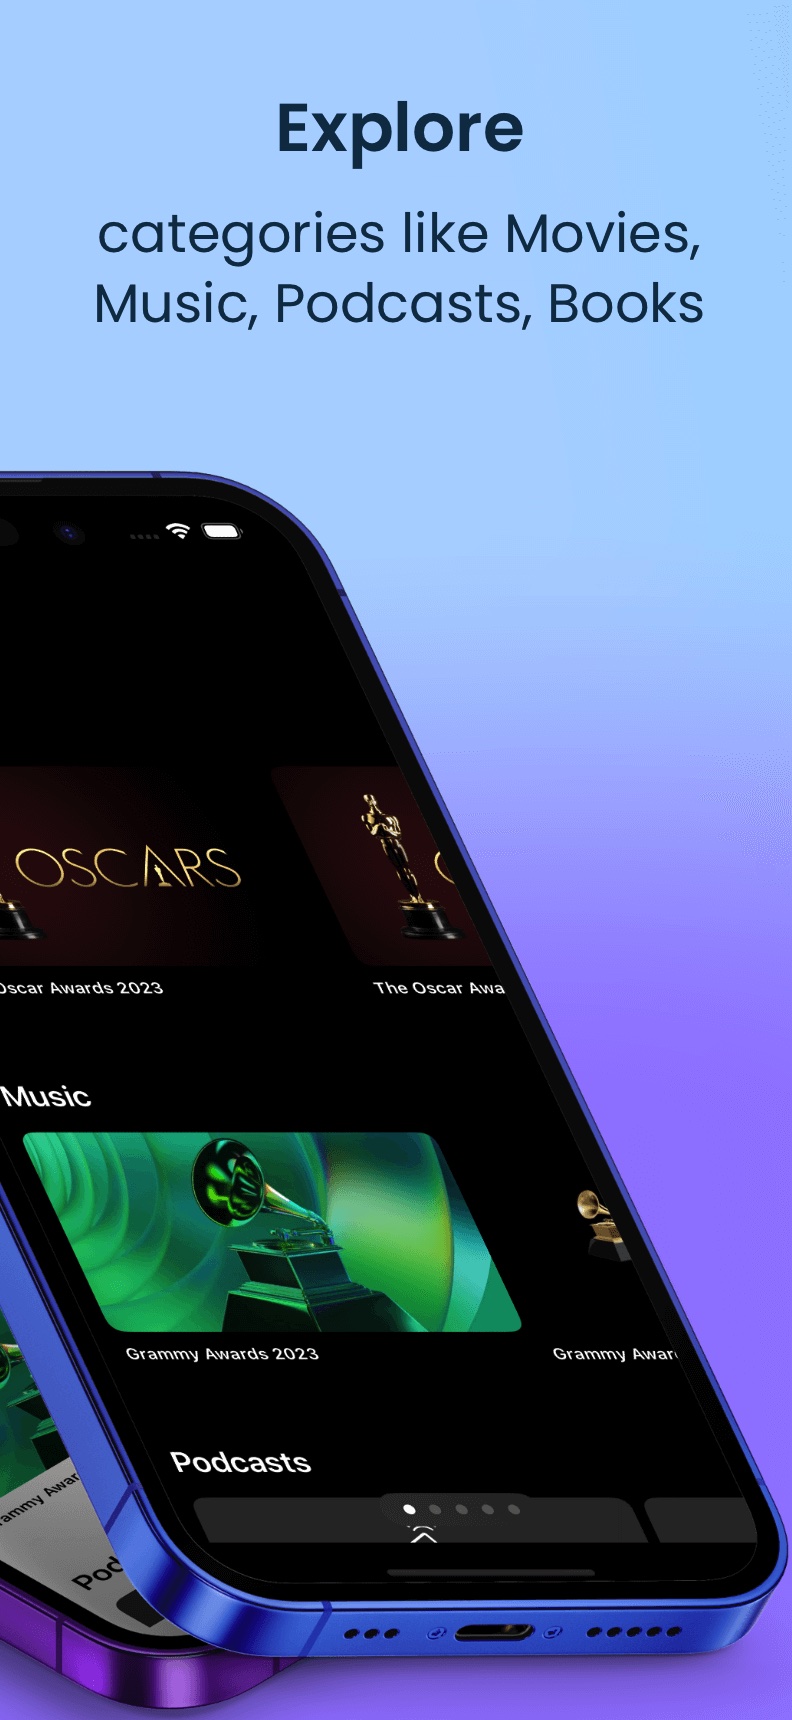 Explore
categories like Movies,
Music, Podcasts, Books
OSCARS
Oscar Awards 2023
The Oscar Awa
Music
Grammy Awards 2023
Grammy Awar
Podcasts
ammy Awar
Pod